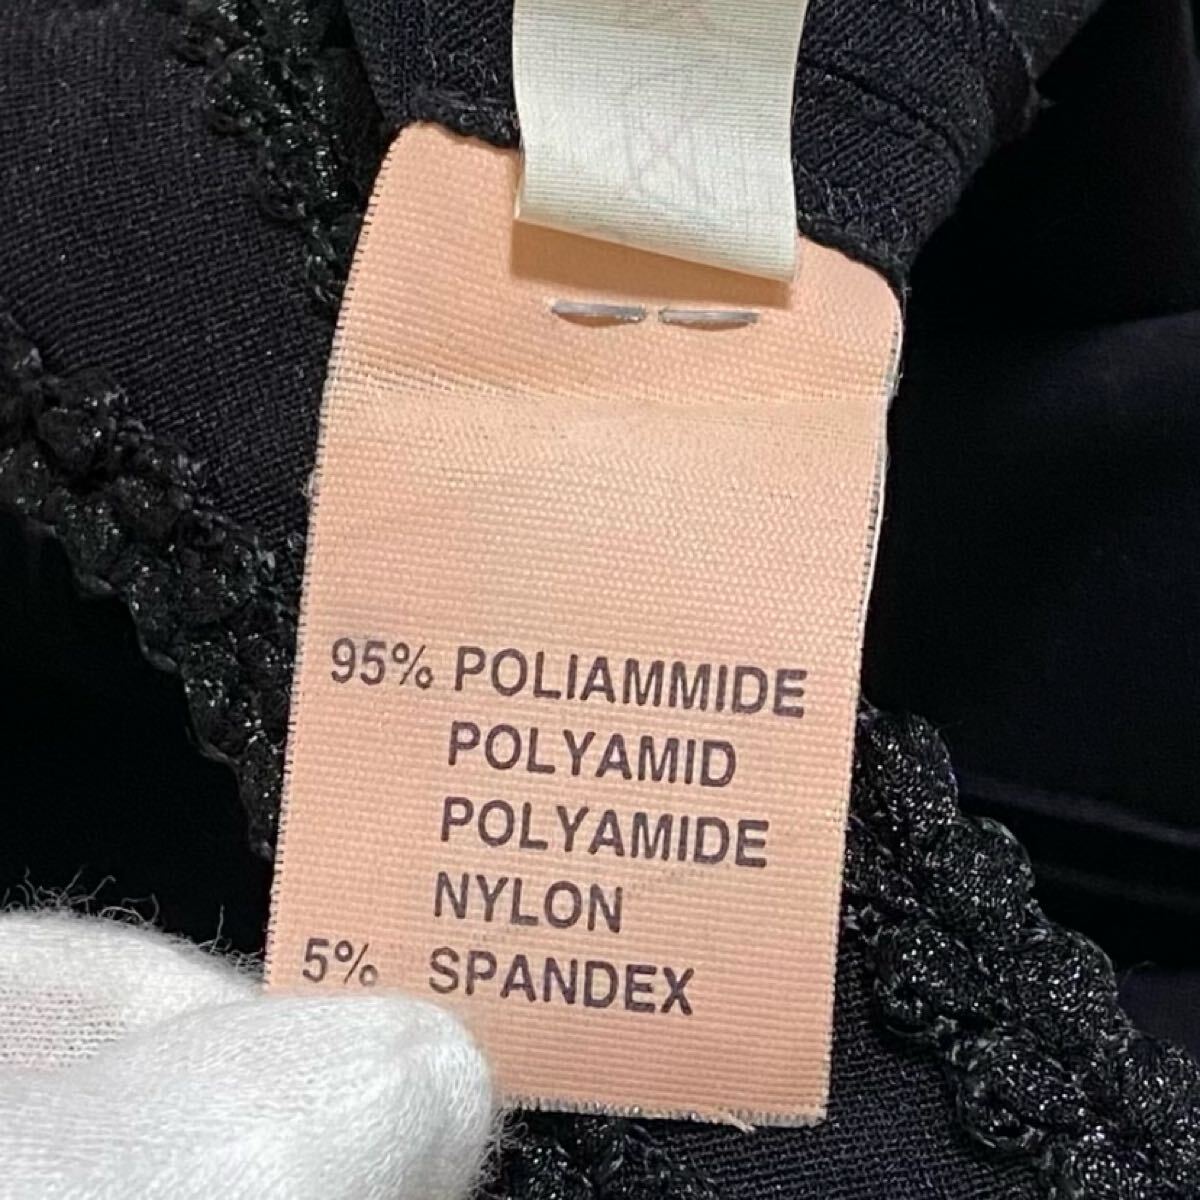 95% POLIAMMIDE
POLYAMID
POLYAMIDE
NYLON
5% SPANDEX